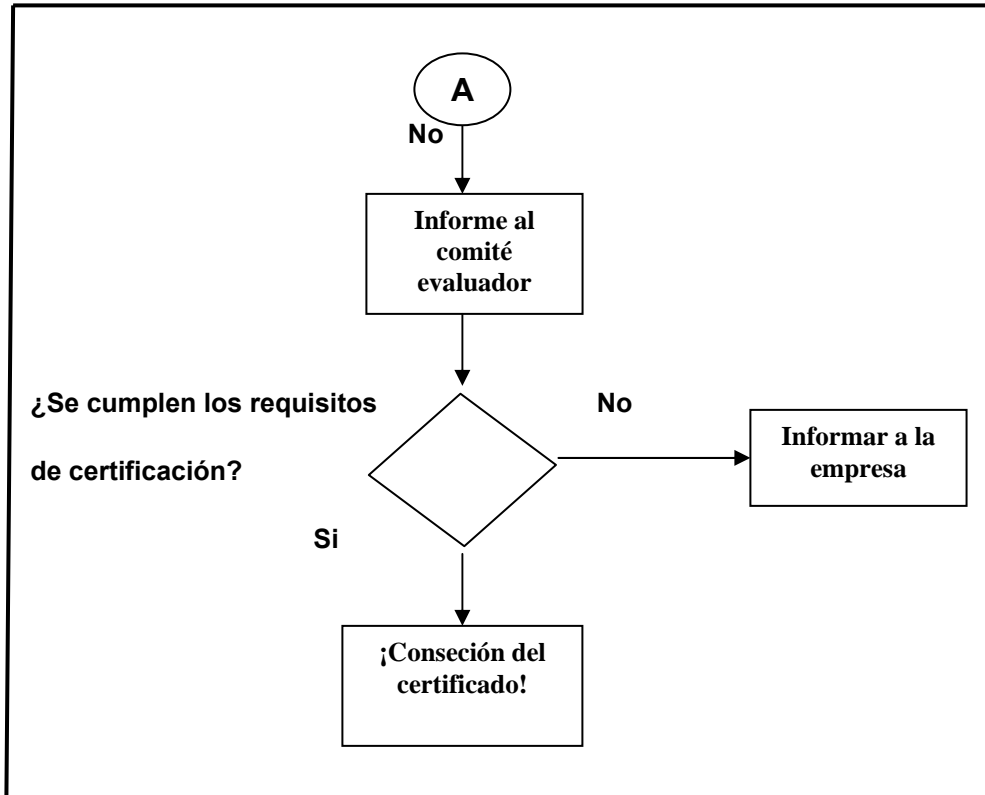 A
No
Informe al
comité
evaluador
¿Se cumplen los requisitos
de certificación?
No
Informar a la
empresa
Si
¡Conseción del
certificado!